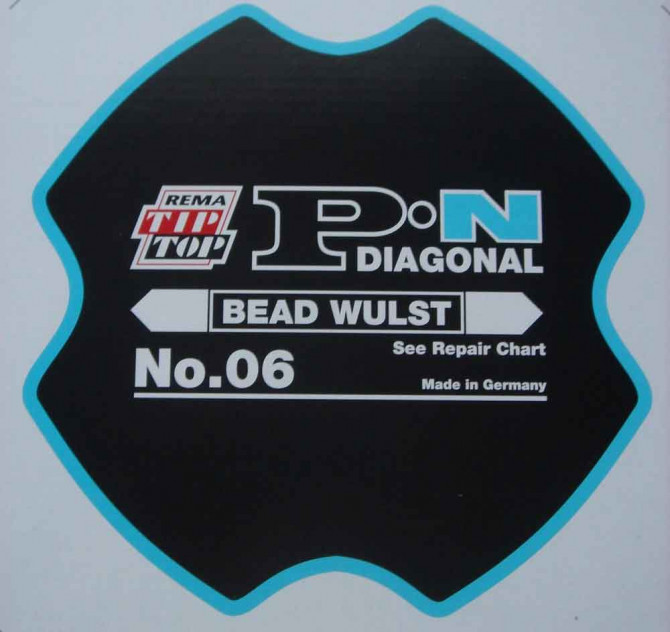 REMA
TIP
TOP
P·N
DIAGONAL
BEAD WULST
See Repair Chart
No.06
Made in Germany